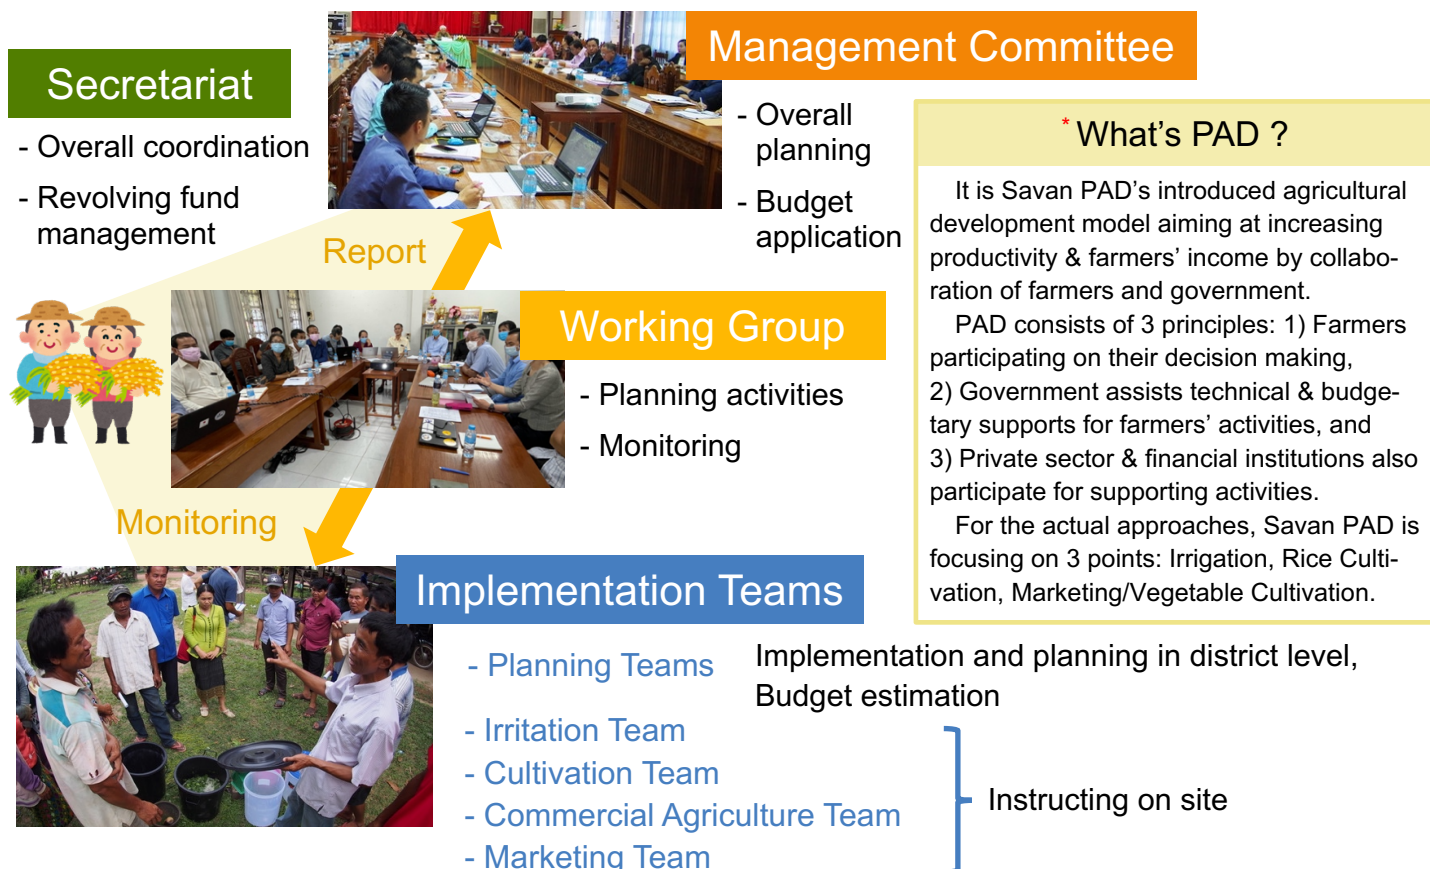 Secretariat
- Overall coordination
- Revolving fund
management
Management Committee
- Overall
planning
- Budget
application
Report
Working Group
- Planning activities
- Monitoring
Monitoring
Implementation Teams
- Planning Teams
Implementation and planning in district level,
Budget estimation
- Irritation Team
- Cultivation Team
- Commercial Agriculture Team
- Marketing Team
Instructing on site
* What's PAD ?
It is Savan PAD's introduced agricultural
development model aiming at increasing
productivity & farmers' income by collabo-
ration of farmers and government.
PAD consists of 3 principles: 1) Farmers
participating on their decision making,
2) Government assists technical & budge-
tary supports for farmers' activities, and
3) Private sector & financial institutions also
participate for supporting activities.
For the actual approaches, Savan PAD is
focusing on 3 points: Irrigation, Rice Culti-
vation, Marketing/Vegetable Cultivation.